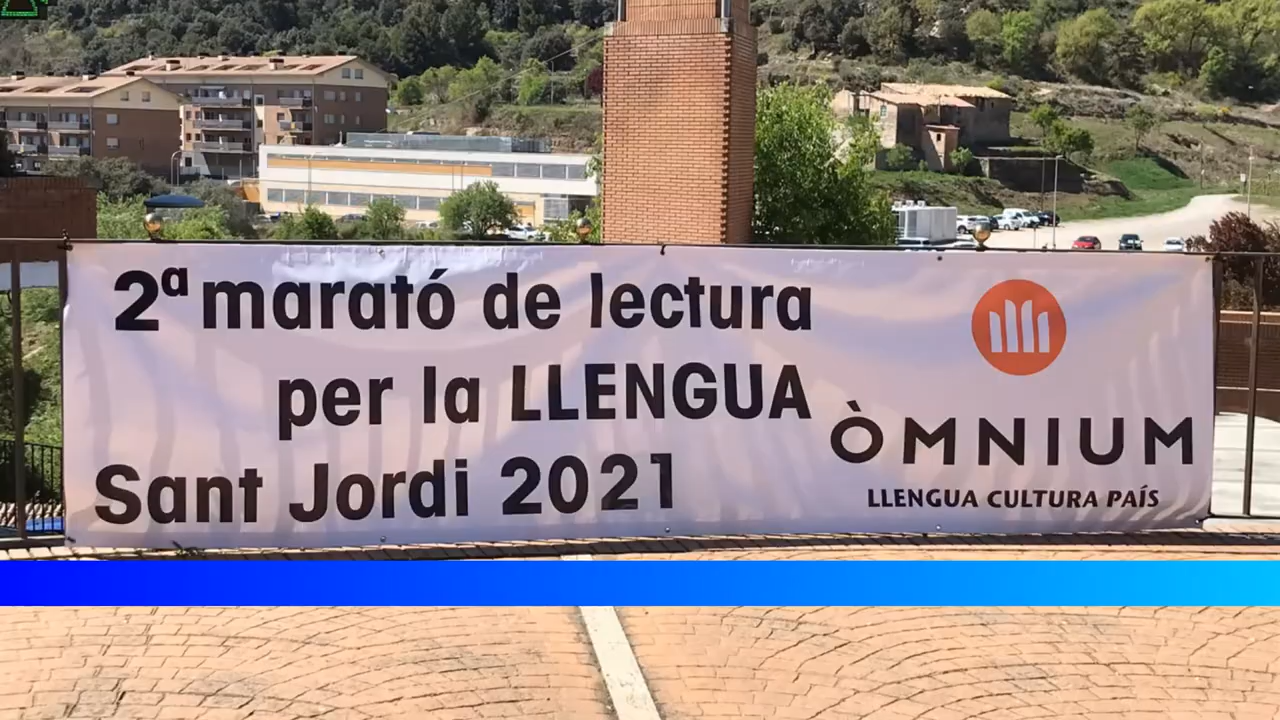 2ª marató de lectura
per la LLENGUA
Sant Jordi 2021
ÒMNIUM
LLENGUA CULTURA PAÍS